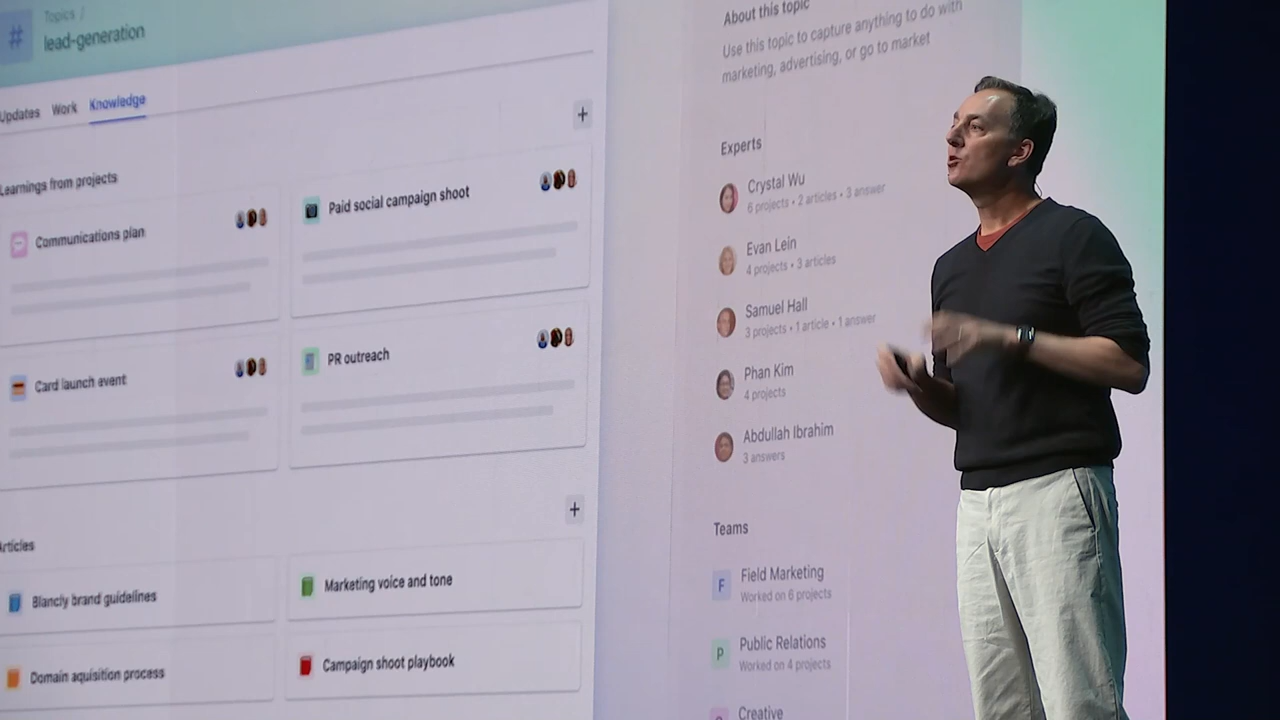 #
Topics /
lead-generation
Updates Work Knowledge
+
Learnings from projects
Communications plan
Paid social campaign shoot
Card launch event
PR outreach
+
Articles
Blancly brand guidelines
Marketing voice and tone
Domain aquisition process
Campaign shoot playbook
About this topic
Use this topic to capture anything to do with
marketing, advertising, or go to market
Experts
Crystal Wu
6 projects • 2 articles • 3 answer
Evan Lein
4 projects • 3 articles
Samuel Hall
3 projects • 1 article • 1 answer
Phan Kim
4 projects
Abdullah Ibrahim
3 answers
Teams
F
Field Marketing
Worked on 6 projects
P
Public Relations
Worked on 4 projects
Creative